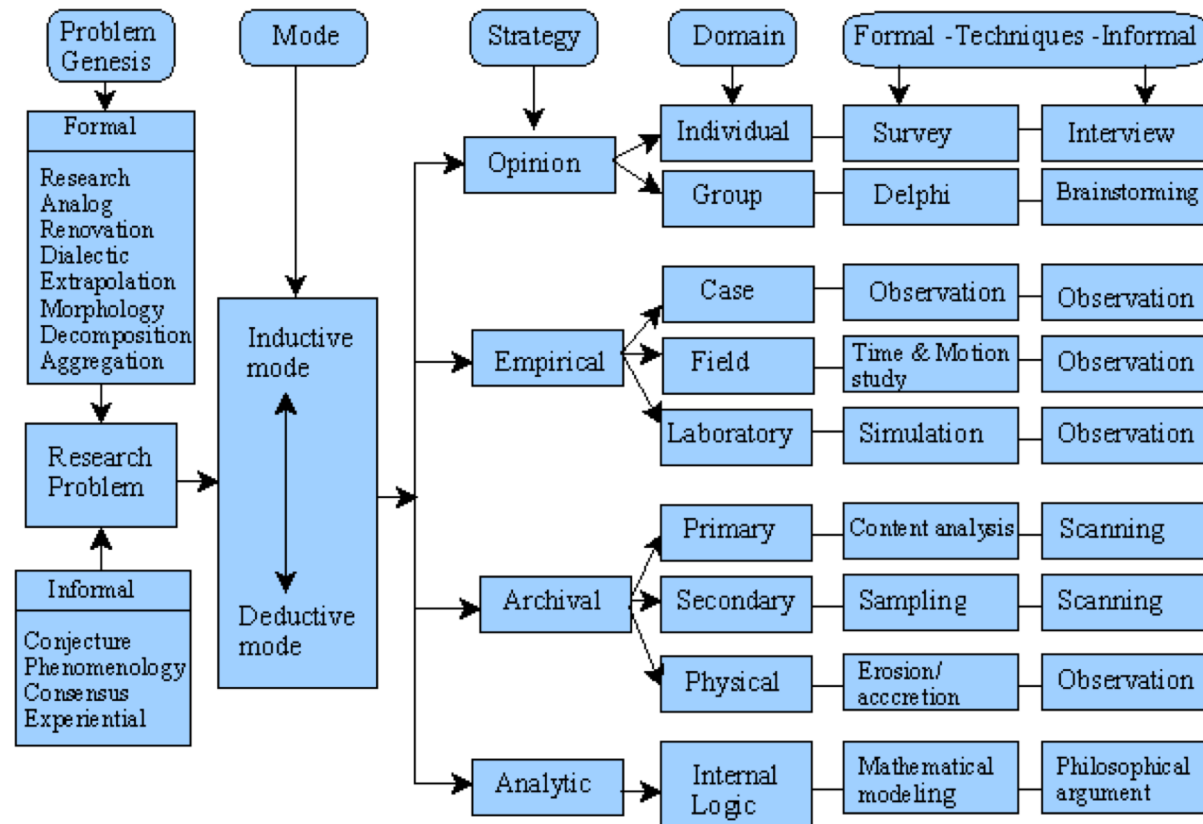 Problem
Genesis
Mode
Strategy
Domain
Formal -Techniques -Informal
Formal
Research
Analog
Renovation
Dialectic
Extrapolation
Morphology
Decomposition
Aggregation
Research
Problem
Informal
Conjecture
Phenomenology
Consensus
Experiential
Inductive
mode
Deductive
mode
Opinion
Individual
Survey
Interview
Group
Delphi
Brainstorming
Empirical
Case
Observation
Observation
Field
Time & Motion
study
Observation
Laboratory
Simulation
Observation
Archival
Primary
Content analysis
Scanning
Secondary
Sampling
Scanning
Physical
Erosion/
acccretion
Observation
Analytic
Internal
Logic
Mathematical
modeling
Philosophical
argument